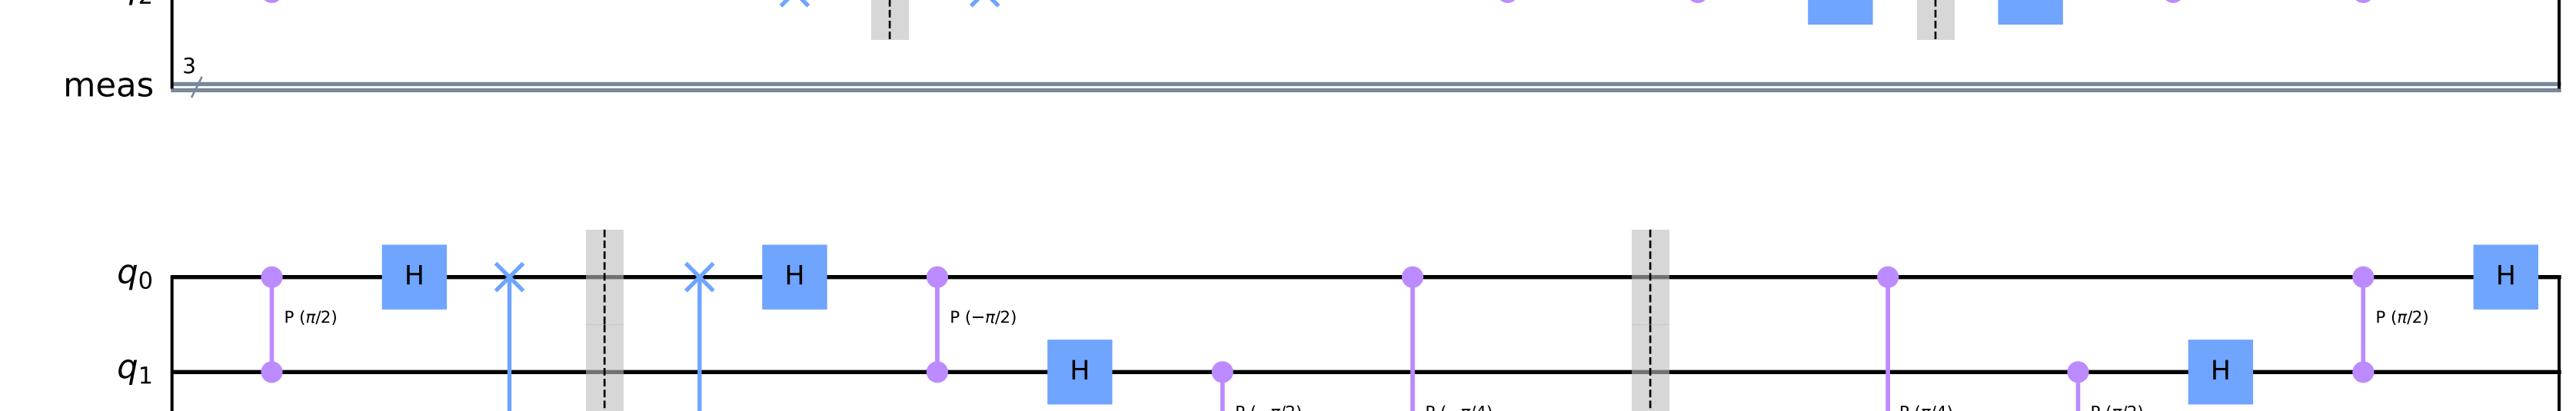 3
meas
q0 H H H
P (π/2) P (−π/2) P (π/2)
q1 H H